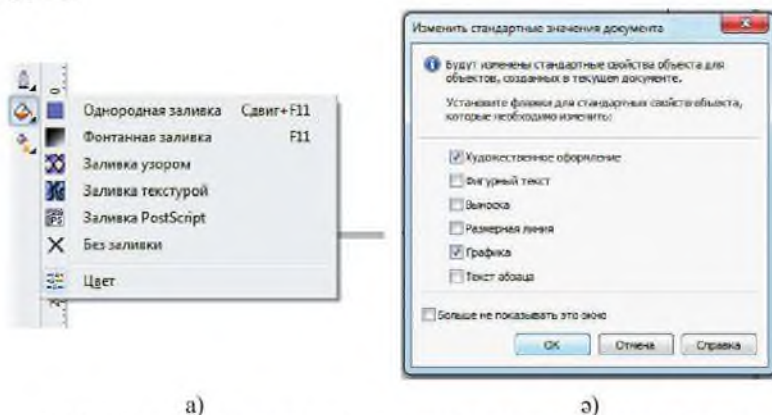 Однородная заливка Сдвиг+F11
Фонтанная заливка F11
Заливка узором
Заливка текстурой
Заливка PostScript
Без заливки
Цвет
а)
Изменить стандартные значения документа
Будут изменены стандартные свойства объекта для
объектов, созданных в текущем документе.
Установите флажки для стандартных свойств объекта,
которые необходимо изменить:
Художественное оформление
Фигурный текст
Выноска
Размерная линия
Графика
Текст абзаца
Больше не показывать это окно
ОК Отмена Справка
ә)